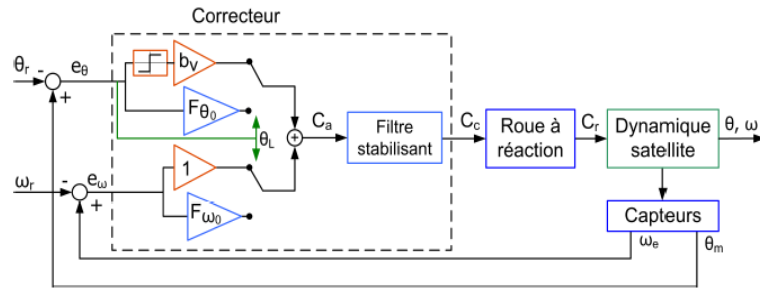 Correcteur
θr
-
+
eθ
bv
Fθ0
θL
1
Fω0
ωr
-
+
eω
+
Ca
Filtre
stabilisant
Cc
Roue à
réaction
Cr
Dynamique
satellite
θ, ω
Capteurs
ωe
θm